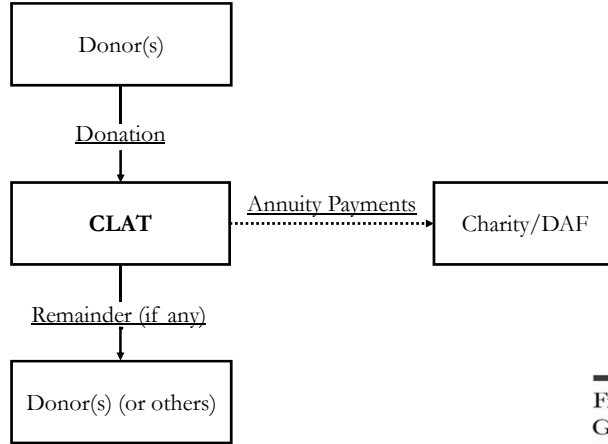 Donor(s)
Donation
CLAT
Annuity Payments
Charity/DAF
Remainder (if any)
Donor(s) (or others)